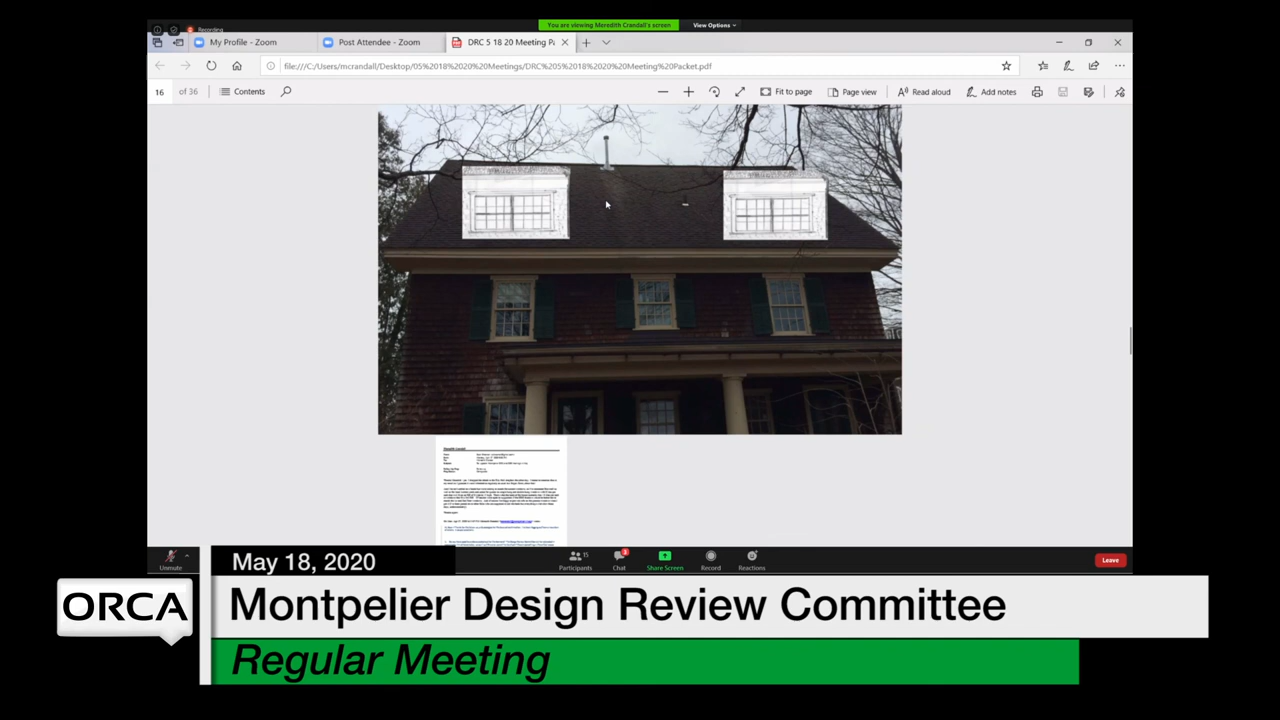 Recording
You are viewing Meredith Crandall's screen
View Options
My Profile - Zoom
Post Attendee - Zoom
DRC 5 18 20 Meeting Pa
file:///C:/Users/mcrandall/Desktop/05%2018%2020%20Meetings/DRC%205%2018%2020%20Meeting%20Packet.pdf
16 of 36
Contents
Fit to page
Page view
Read aloud
Add notes
Unmute
Participants
15
Chat
Share Screen
Record
Reactions
Leave
May 18, 2020
ORCA
Montpelier Design Review Committee
Regular Meeting